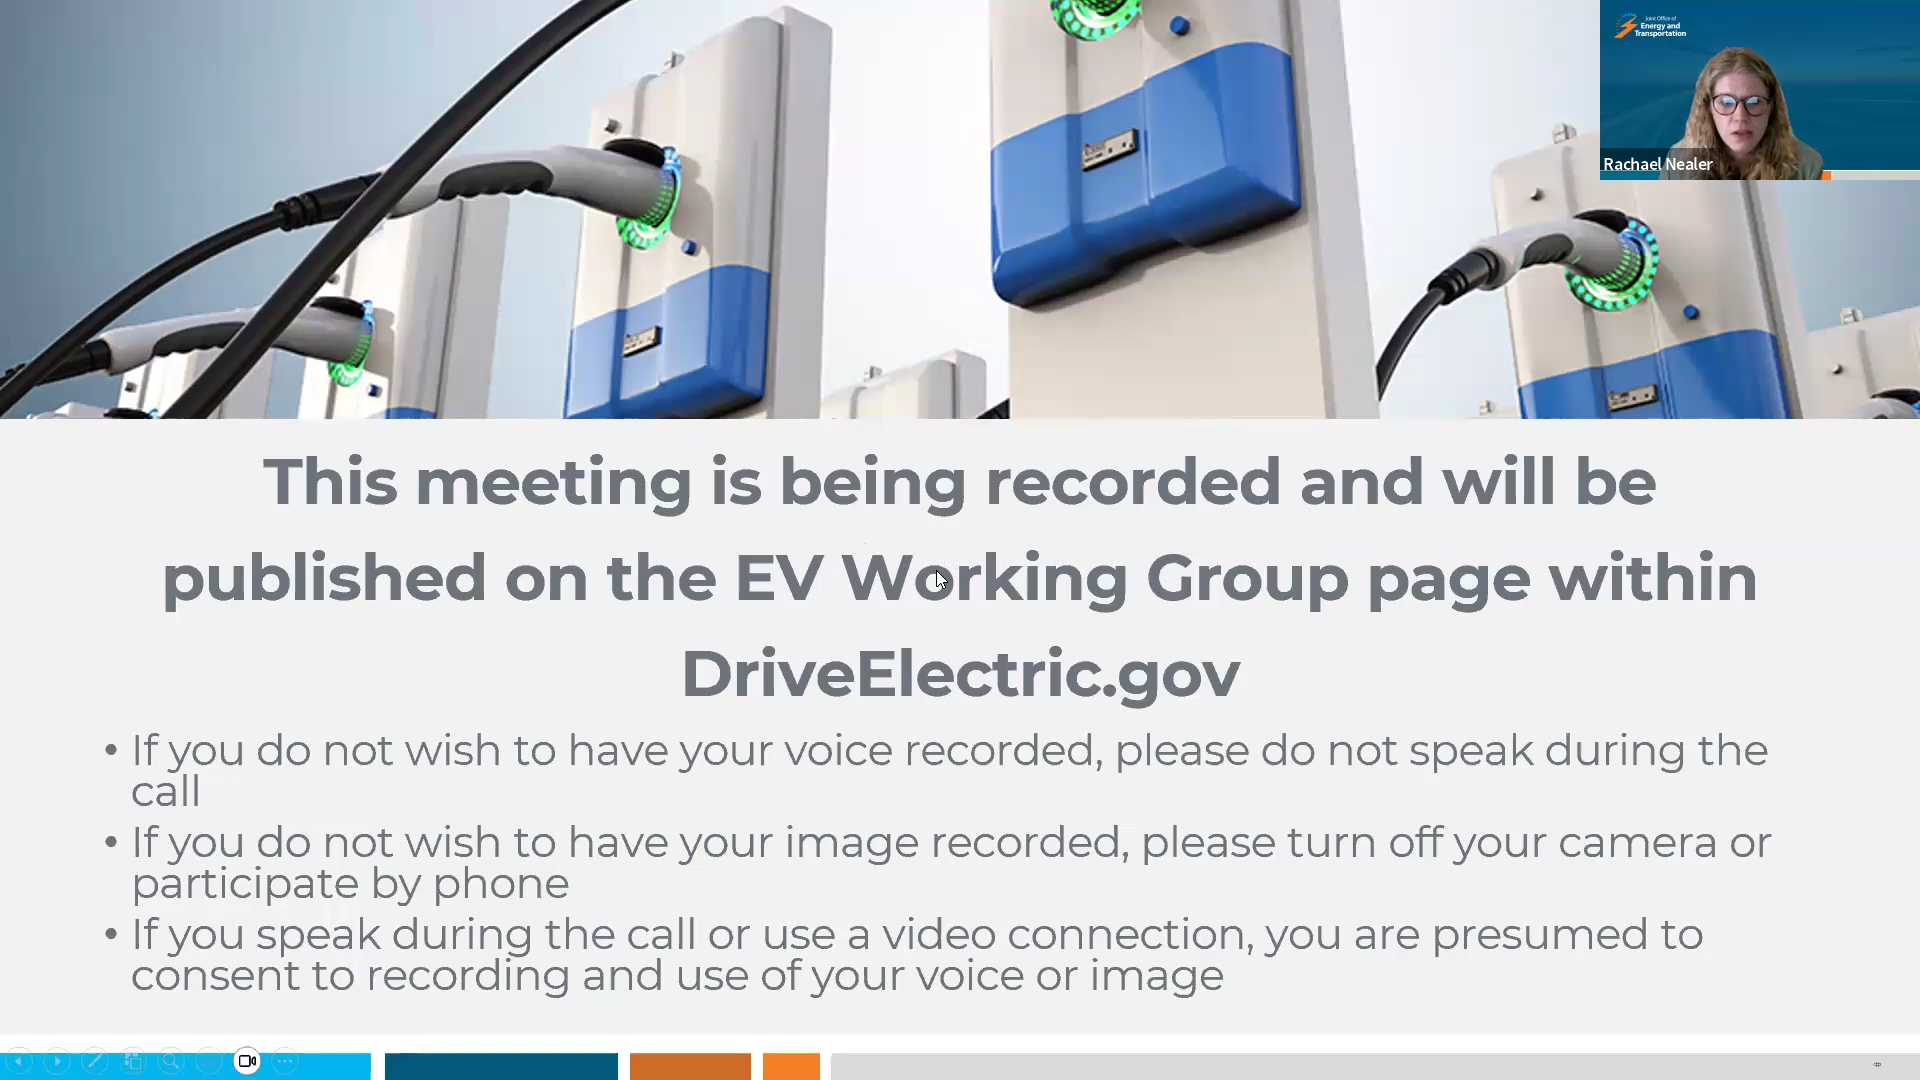 Joint Office of
Energy and
Transportation
Rachael Nealer
This meeting is being recorded and will be
published on the EV Working Group page within
DriveElectric.gov
• If you do not wish to have your voice recorded, please do not speak during the
call
• If you do not wish to have your image recorded, please turn off your camera or
participate by phone
• If you speak during the call or use a video connection, you are presumed to
consent to recording and use of your voice or image